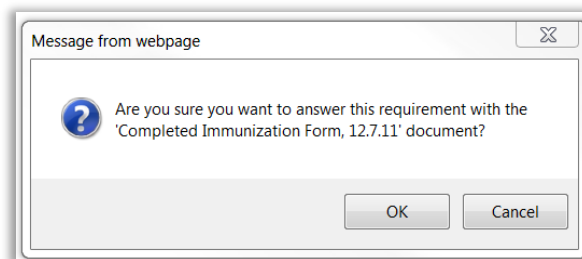 Message from webpage
Are you sure you want to answer this requirement with the
'Completed Immunization Form, 12.7.11' document?
OK
Cancel